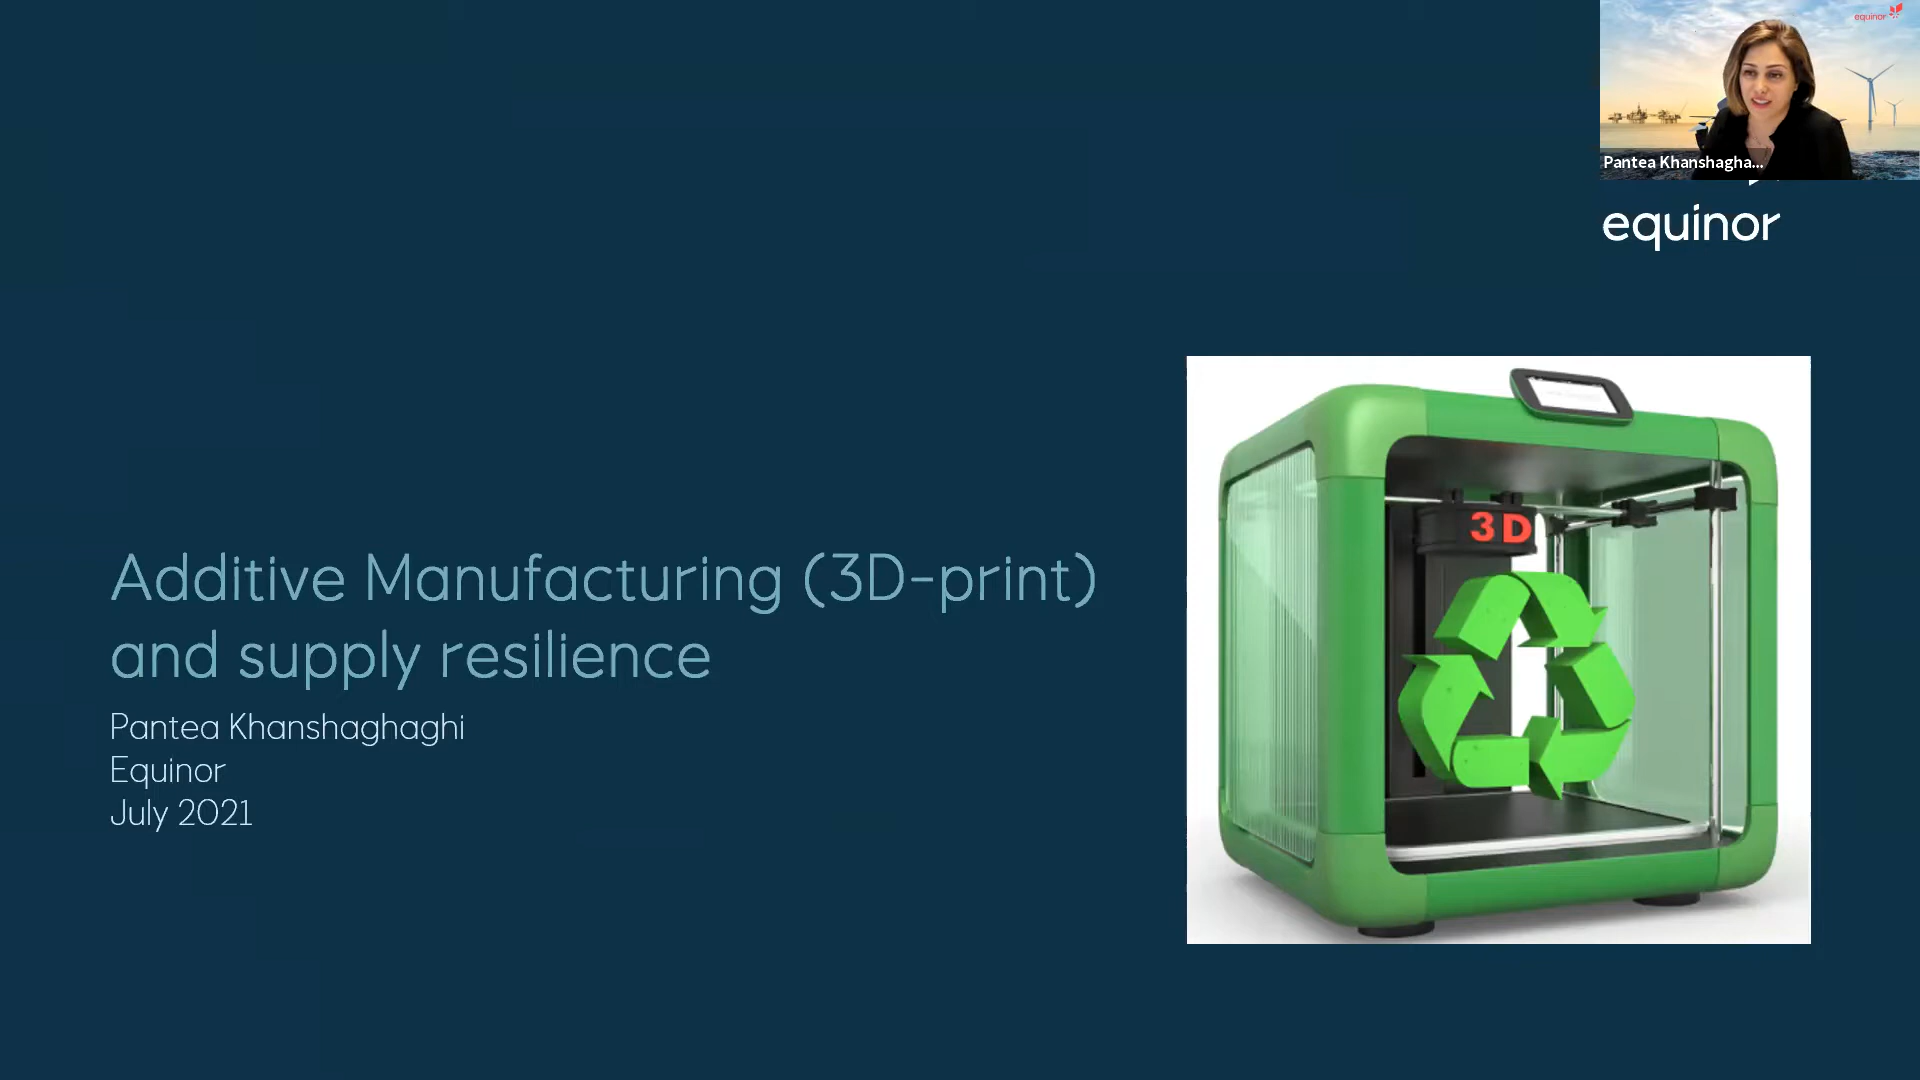 equinor
Pantea Khanshagha...
equinor
3D
Additive Manufacturing (3D-print)
and supply resilience
Pantea Khanshaghaghi
Equinor
July 2021